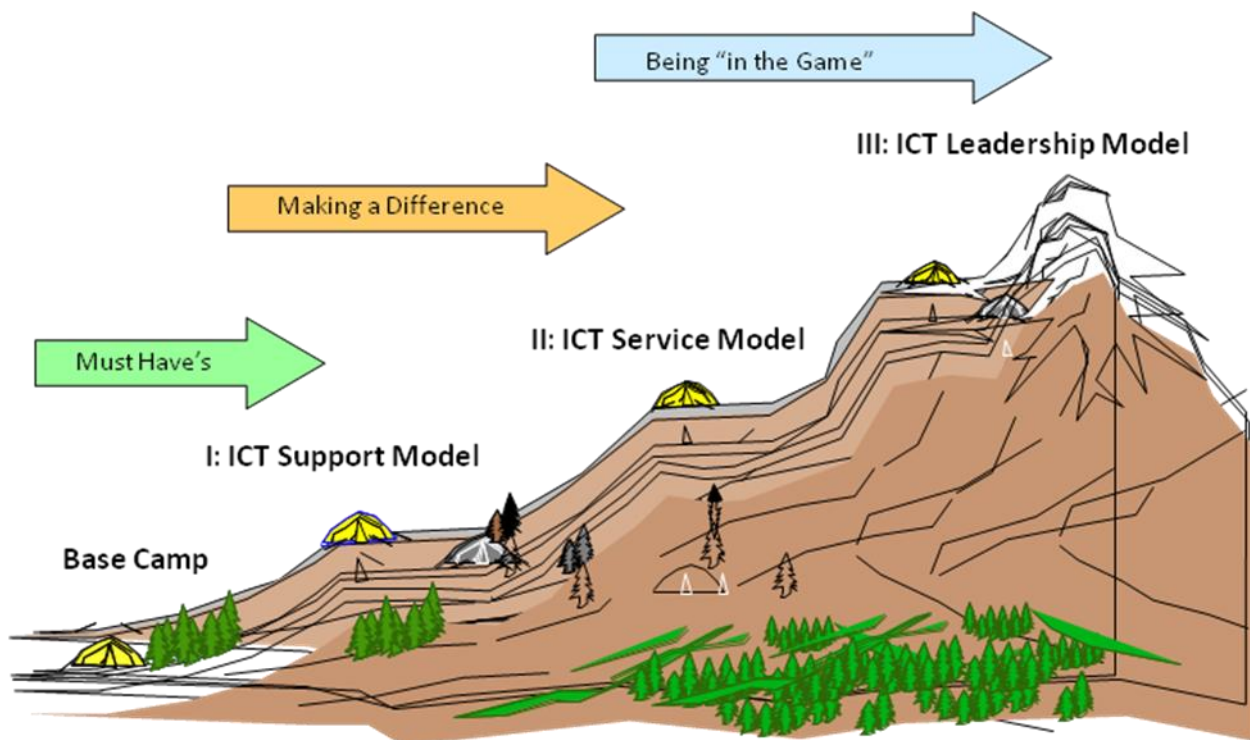 Being “in the Game”
III: ICT Leadership Model
Making a Difference
II: ICT Service Model
Must Have’s
I: ICT Support Model
Base Camp